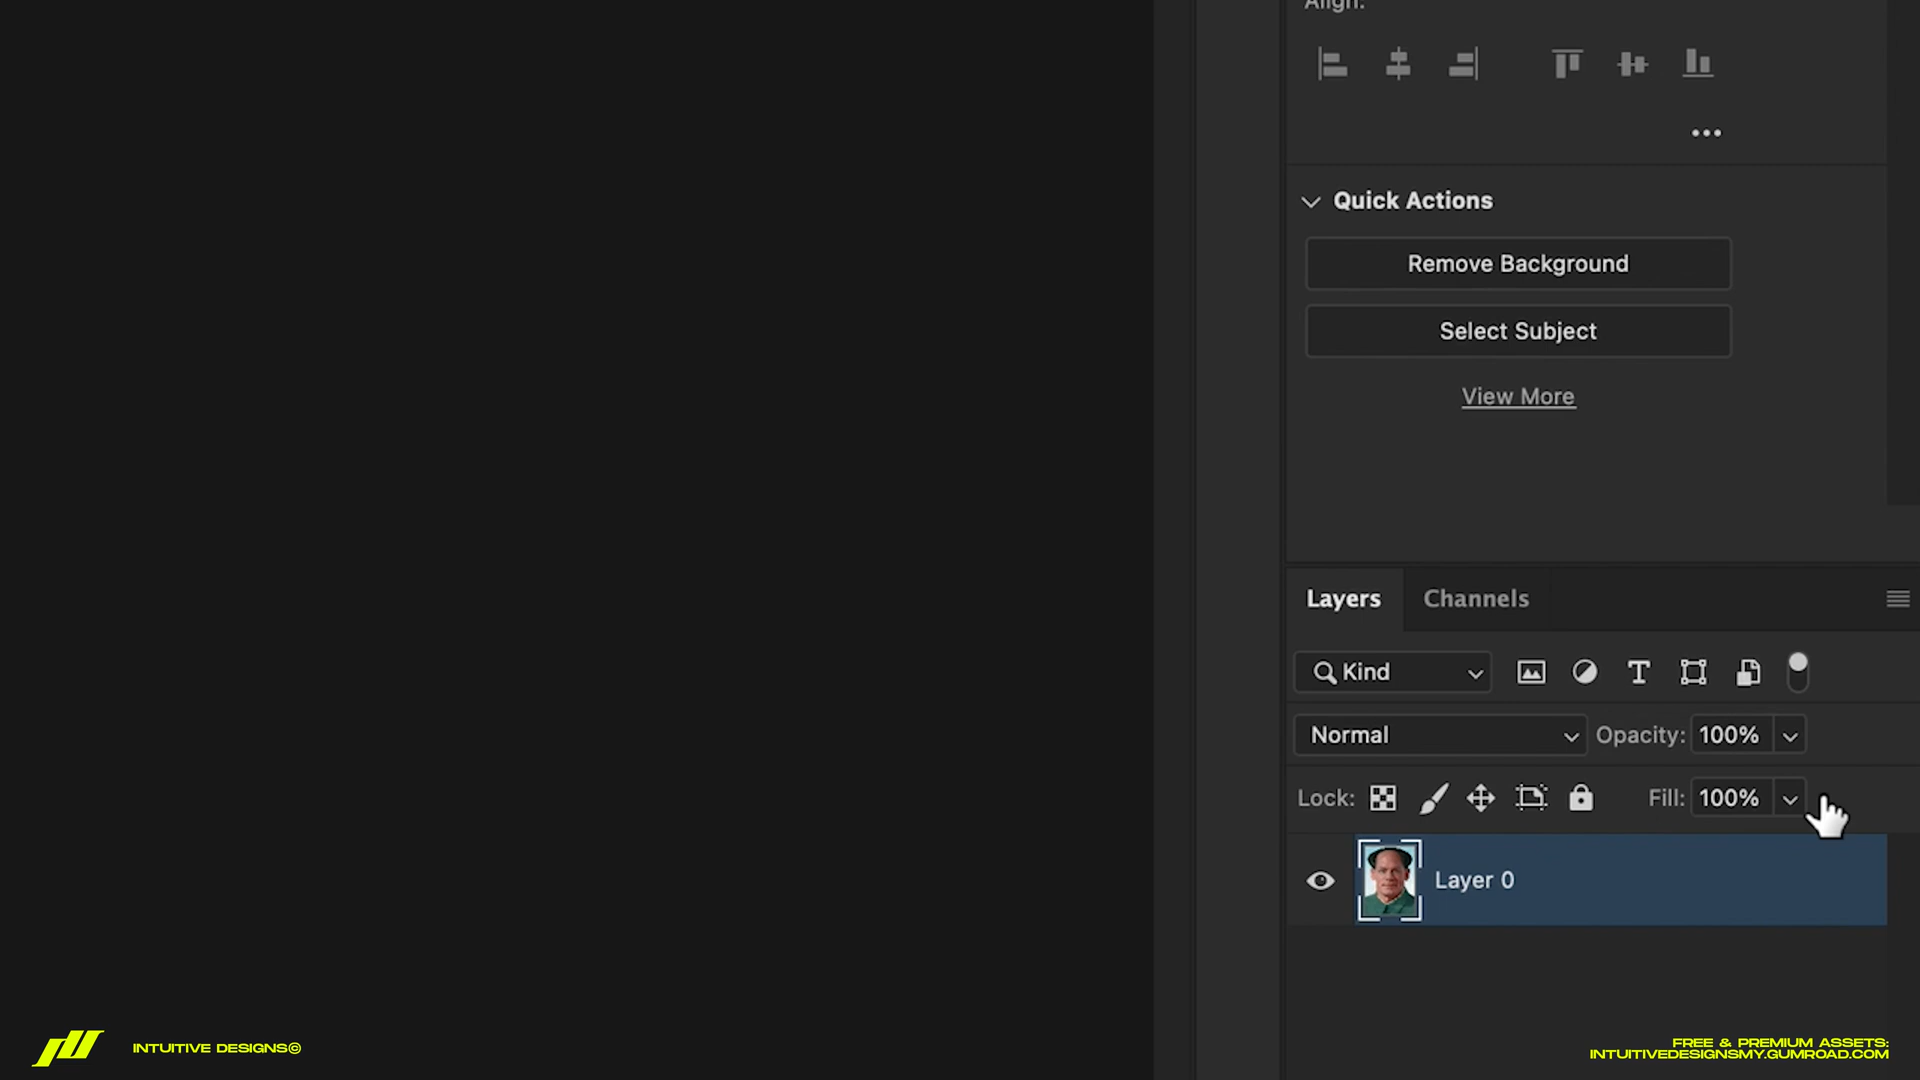 Align:
Quick Actions
Remove Background
Select Subject
View More
Layers Channels
Kind
Normal Opacity: 100%
Lock: Fill: 100%
Layer 0
INTUITIVE DESIGNS©
FREE & PREMIUM ASSETS:
INTUITIVEDESIGNSMY.GUMROAD.COM